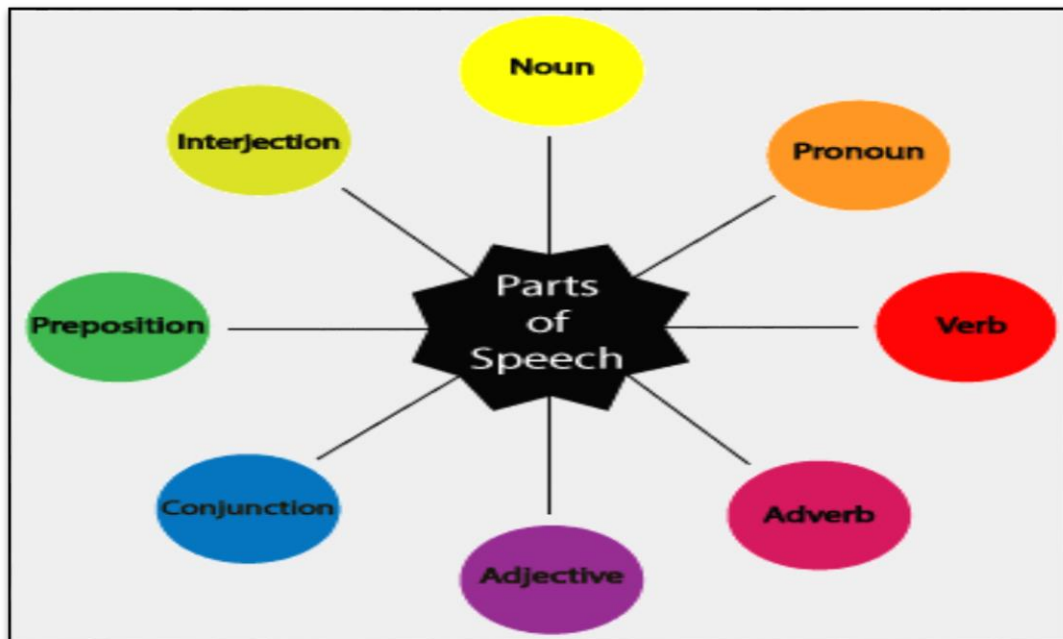 Noun
Interjection
Pronoun
Parts
of
Speech
Preposition
Verb
Conjunction
Adverb
Adjective